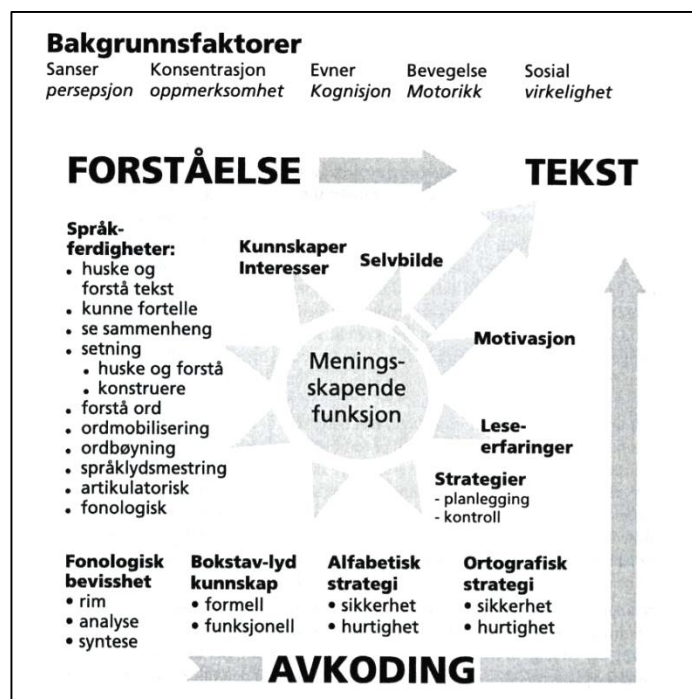 Bakgrunnsfaktorer
Sanser Konsentrasjon Evner Bevegelse Sosial
persepsjon oppmerksomhet Kognisjon Motorikk virkelighet
FORSTÅELSE TEKST
Språk-
ferdigheter:
• huske og
forstå tekst
• kunne fortelle
• se sammenheng
• setning
• huske og forstå
• konstruere
• forstå ord
• ordmobilisering
• ordbøyning
• språklydsmestring
• artikulatorisk
• fonologisk
Kunnskaper
Interesser
Selvbilde
Menings-
skapende
funksjon
Motivasjon
Lese-
erfaringer
Strategier
- planlegging
- kontroll
Fonologisk
bevissthet
• rim
• analyse
• syntese
Bokstav-lyd
kunnskap
• formell
• funksjonell
Alfabetisk
strategi
• sikkerhet
• hurtighet
Ortografisk
strategi
• sikkerhet
• hurtighet
AVKODING